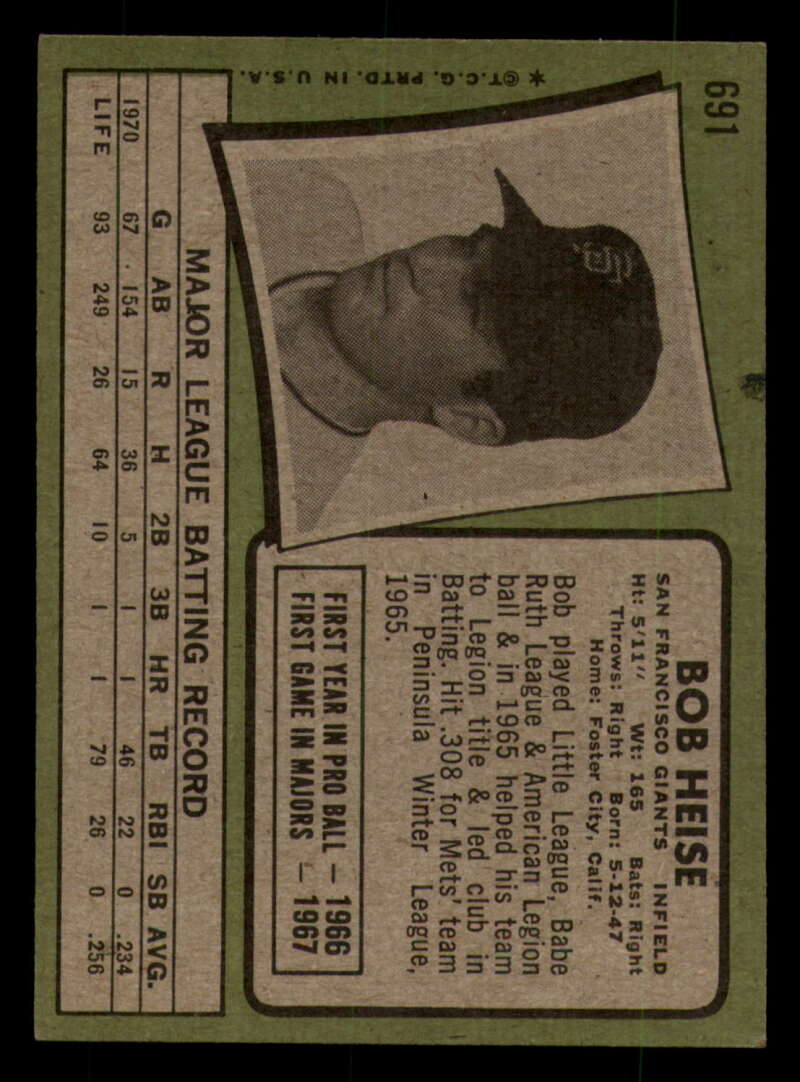 691
BOB HEISE
SAN FRANCISCO GIANTS INFIELD
Ht: 5'11" Wt: 165 Bats: Right
Throws: Right Born: 5-12-47
Home: Foster City, Calif.
Bob played Little League, Babe
Ruth League & American Legion
ball & in 1965 helped his team
to Legion title & led club in
Batting. Hit .308 for Mets' team
in Peninsula Winter League,
1965.
FIRST YEAR IN PRO BALL — 1966
FIRST GAME IN MAJORS — 1967
SF
* © T.C.G. PRTD. IN U.S.A.
MAJOR LEAGUE BATTING RECORD
G AB R H 2B 3B HR TB RBI SB AVG.
1970 67 154 15 36 5 1 1 46 22 0 .234
LIFE 93 249 26 64 10 1 1 79 26 0 .256